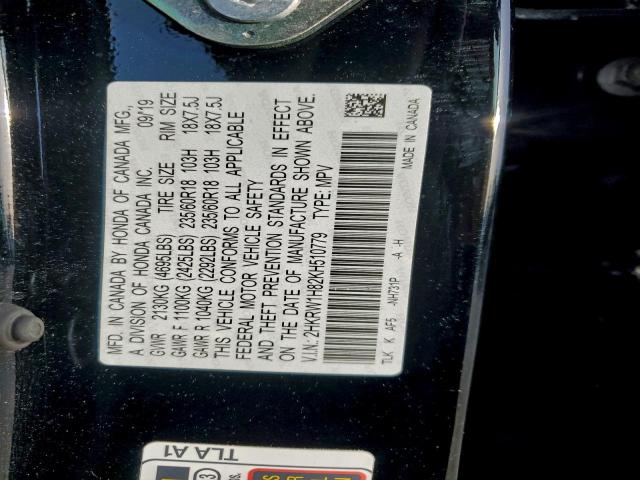 MFD. IN CANADA BY HONDA OF CANADA MFG.,
A DIVISION OF HONDA CANADA INC. 09/19
GVWR 2130KG (4695LBS) TIRE SIZE RIM SIZE
GAWR F 1100KG (2425LBS) 235/60R18 103H 18X7.5J
GAWR R 1040KG (2292LBS) 235/60R18 103H 18X7.5J
THIS VEHICLE CONFORMS TO ALL APPLICABLE
FEDERAL MOTOR VEHICLE SAFETY
AND THEFT PREVENTION STANDARDS IN EFFECT
ON THE DATE OF MANUFACTURE SHOWN ABOVE.
V.I.N.: 2HKRW1H82KH510779 TYPE: MPV
TLK K AF5 -NH731P -A -H MADE IN CANADA
TLA A1